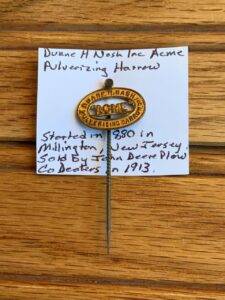 Duane H Nash Inc Acme
Pulverizing Harrow
DUANE H. NASH INC.
ACME
PULVERIZING HARROW
Started in 1880 in
Millington, New Jersey.
Sold By John Deere Plow
Co Dealers in 1913.